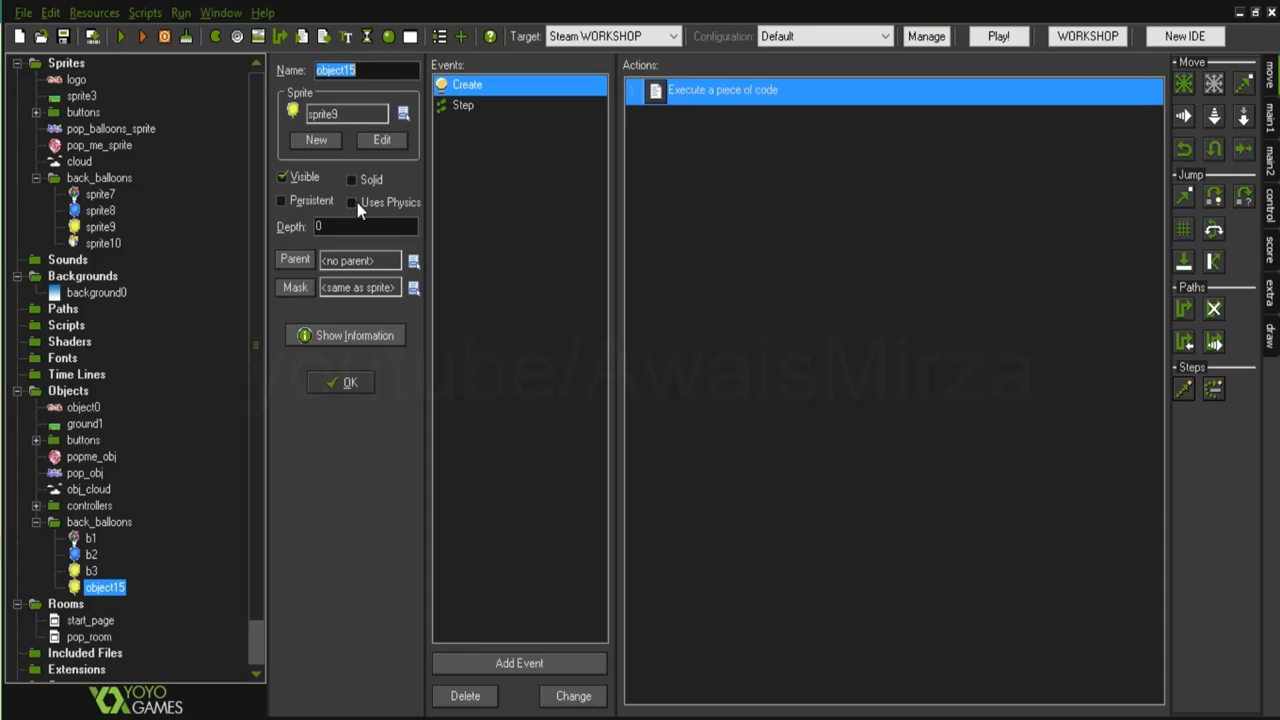 File Edit Resources Scripts Run Window Help
Target: Steam WORKSHOP Configuration: Default Manage Play! WORKSHOP New IDE
Sprites
logo
sprite3
buttons
pop_balloons_sprite
pop_me_sprite
cloud
back_balloons
sprite7
sprite8
sprite9
sprite10
Sounds
Backgrounds
background0
Paths
Scripts
Shaders
Fonts
Time Lines
Objects
object0
ground1
buttons
popme_obj
pop_obj
obj_cloud
controllers
back_balloons
b1
b2
b3
object15
Rooms
start_page
pop_room
Included Files
Extensions
YOYO
GAMES
Name: object15
Sprite
sprite9
New Edit
Visible Solid
Persistent Uses Physics
Depth: 0
Parent <no parent>
Mask <same as sprite>
Show Information
OK
Events:
Create
Step
Add Event
Delete Change
Actions:
Execute a piece of code
Move
Jump
Paths
Steps
move
main1
main2
control
score
extra
draw
youtube//AwaisMirza